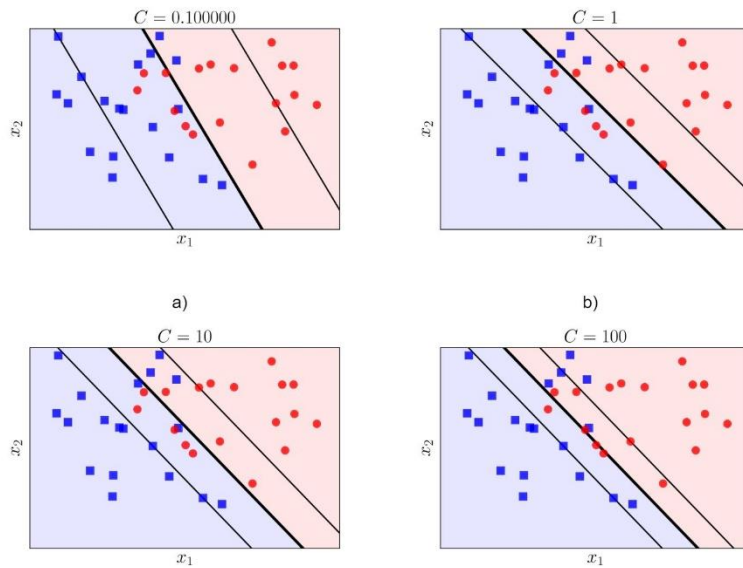 C = 0.100000
C = 1
x₂
x₂
x₁
x₁
a)
b)
C = 10
C = 100
x₂
x₂
x₁
x₁